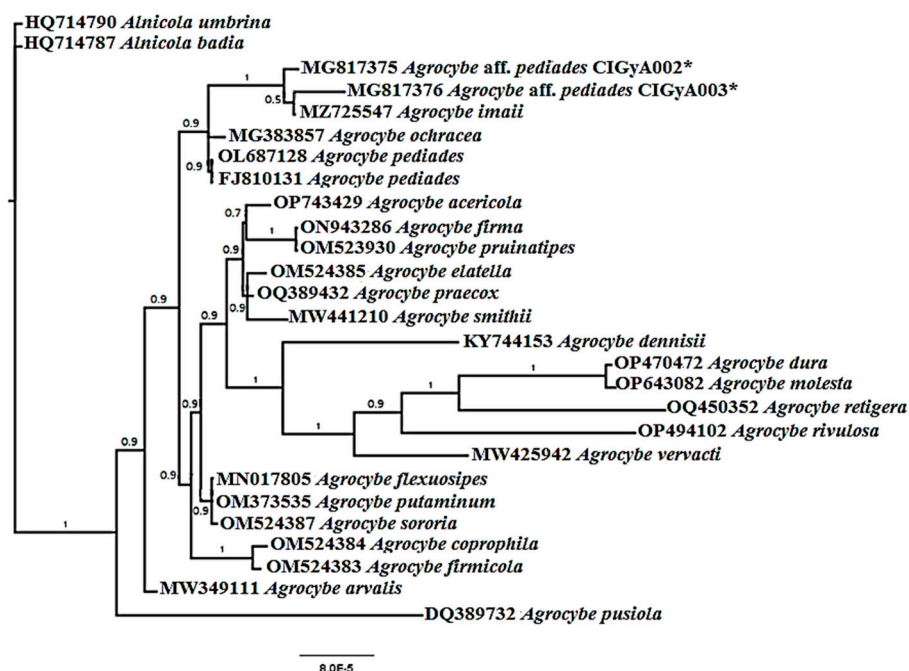 HQ714790 Alnicola umbrina
HQ714787 Alnicola badia
MG817375 Agrocybe aff. pediades CIGyA002*
1
MG817376 Agrocybe aff. pediades CIGyA003*
0.5
MZ725547 Agrocybe imaii
0.9
MG383857 Agrocybe ochracea
OL687128 Agrocybe pediades
0.9
FJ810131 Agrocybe pediades
OP743429 Agrocybe acericola
0.7
ON943286 Agrocybe firma
1
OM523930 Agrocybe pruinatipes
0.9
OM524385 Agrocybe elatella
OQ389432 Agrocybe praecox
0.9
0.9
0.9
MW441210 Agrocybe smithii
KY744153 Agrocybe dennisii
OP470472 Agrocybe dura
1
OP643082 Agrocybe molesta
1
1
0.9
0.9
OQ450352 Agrocybe retigera
1
OP494102 Agrocybe rivulosa
0.9
MW425942 Agrocybe vervacti
0.9
MN017805 Agrocybe flexuosipes
OM373535 Agrocybe putaminum
0.9
OM524387 Agrocybe sororia
1
OM524384 Agrocybe coprophila
1
OM524383 Agrocybe firmicola
MW349111 Agrocybe arvalis
DQ389732 Agrocybe pusiola
8.0E-5